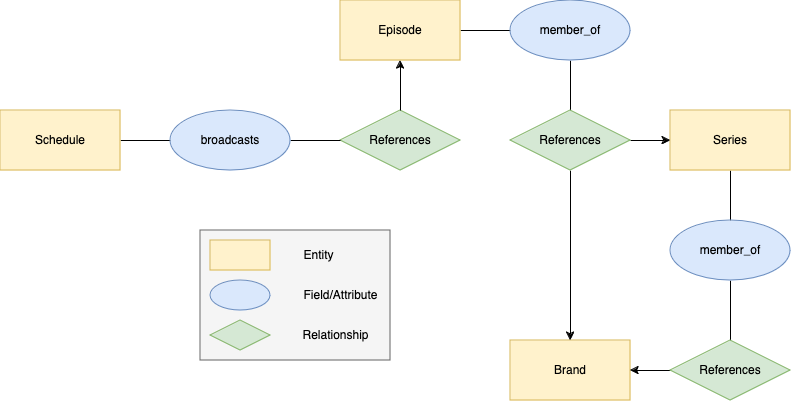 Episode
member_of
Schedule
broadcasts
References
References
Series
member_of
Entity
Field/Attribute
Relationship
Brand
References